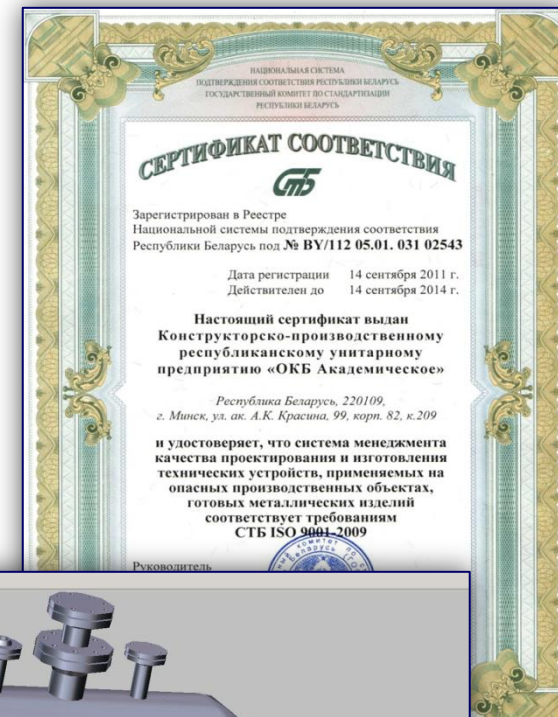 НАЦИОНАЛЬНАЯ СИСТЕМА
ПОДТВЕРЖДЕНИЯ СООТВЕТСТВИЯ РЕСПУБЛИКИ БЕЛАРУСЬ
ГОСУДАРСТВЕННЫЙ КОМИТЕТ ПО СТАНДАРТИЗАЦИИ
РЕСПУБЛИКИ БЕЛАРУСЬ
СЕРТИФИКАТ СООТВЕТСТВИЯ
СТБ
Зарегистрирован в Реестре
Национальной системы подтверждения соответствия
Республики Беларусь под № BY/112 05.01. 031 02543
Дата регистрации 14 сентября 2011 г.
Действителен до 14 сентября 2014 г.
Настоящий сертификат выдан
Конструкторско-производственному
республиканскому унитарному
предприятию «ОКБ Академическое»
Республика Беларусь, 220109,
г. Минск, ул. ак. А.К. Красина, 99, корп. 82, к.209
и удостоверяет, что система менеджмента
качества проектирования и изготовления
технических устройств, применяемых на
опасных производственных объектах,
готовых металлических изделий
соответствует требованиям
СТБ ISO 9001-2009
Руководитель